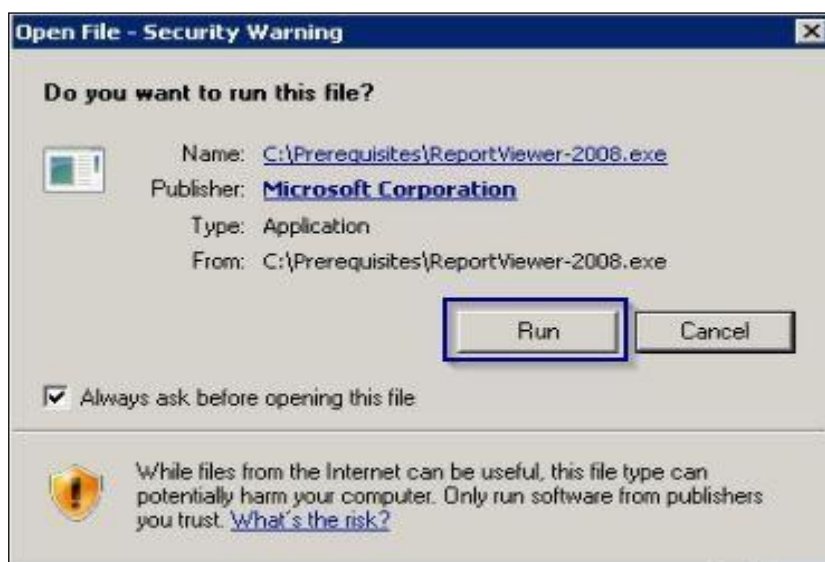 Open File - Security Warning
Do you want to run this file?
Name: C:\Prerequisites\ReportViewer-2008.exe
Publisher: Microsoft Corporation
Type: Application
From: C:\Prerequisites\ReportViewer-2008.exe
Run Cancel
Always ask before opening this file
While files from the Internet can be useful, this file type can
potentially harm your computer. Only run software from publishers
you trust. What's the risk?